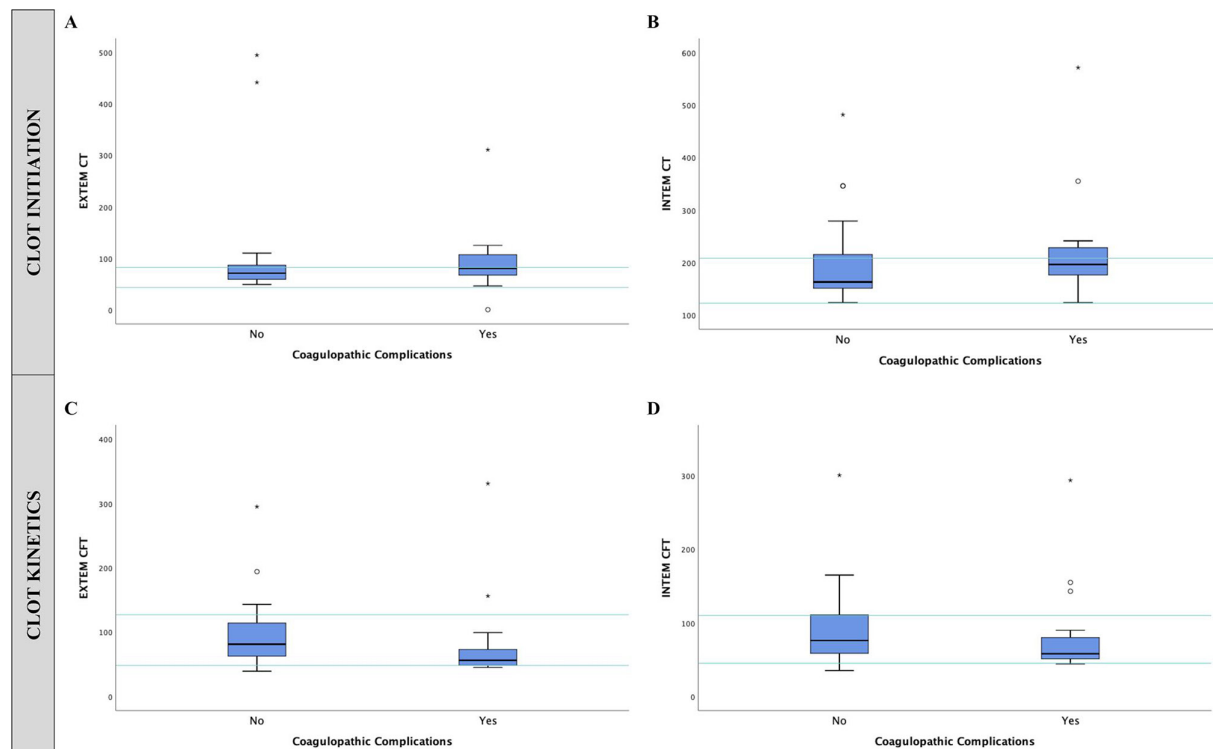 CLOT INITIATION
A
500
400
300
200
100
0
EXTEM CT
No
Yes
Coagulopathic Complications
B
600
500
400
300
200
100
INTEM CT
No
Yes
Coagulopathic Complications
CLOT KINETICS
C
400
300
200
100
0
EXTEM CFT
No
Yes
Coagulopathic Complications
D
300
200
100
0
INTEM CFT
No
Yes
Coagulopathic Complications